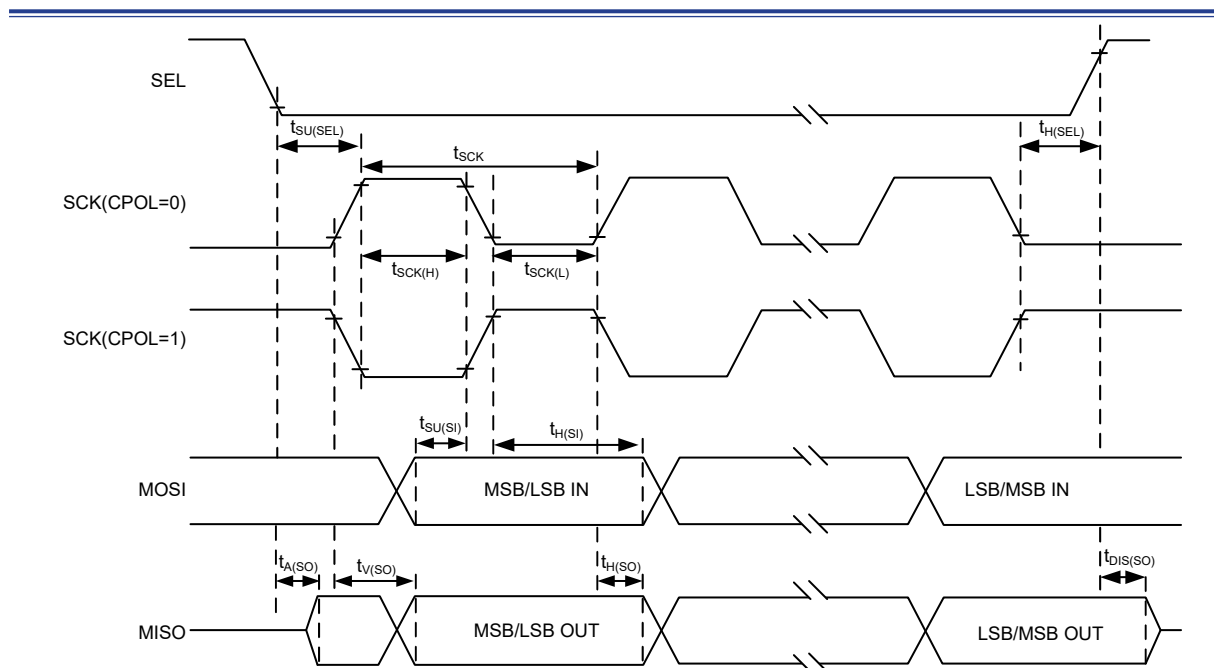 SEL
tSU(SEL)
tH(SEL)
tSCK
SCK(CPOL=0)
tSCK(H)
tSCK(L)
SCK(CPOL=1)
tSU(SI)
tH(SI)
MOSI
MSB/LSB IN
LSB/MSB IN
tA(SO)
tV(SO)
tH(SO)
tDIS(SO)
MISO
MSB/LSB OUT
LSB/MSB OUT